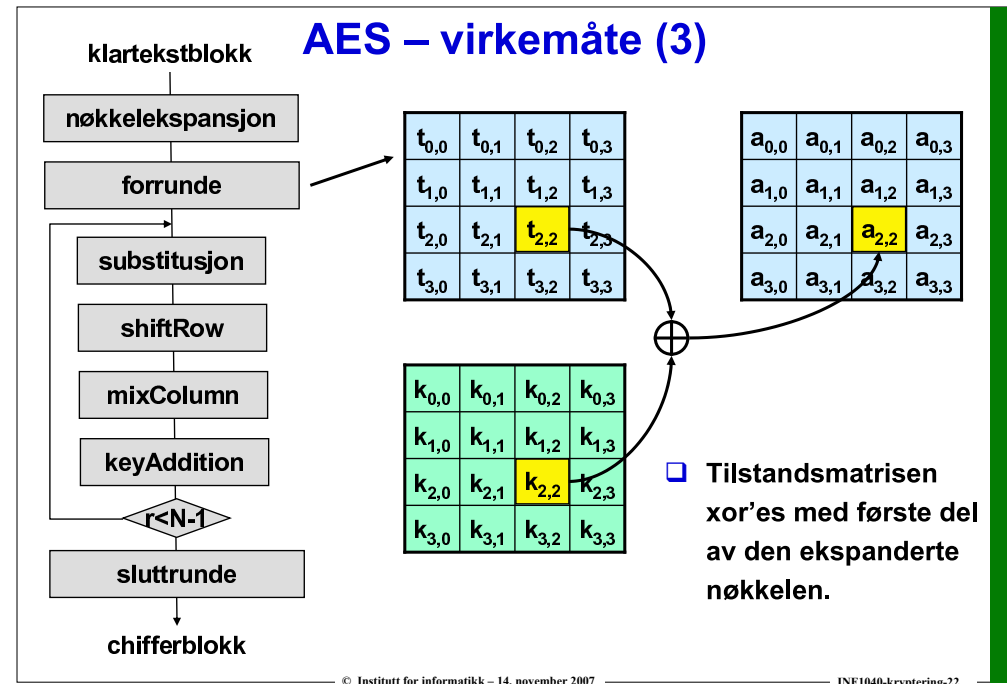 AES – virkemåte (3)
klartekstblokk
nøkkelekspansjon
forrunde
substitusjon
shiftRow
mixColumn
keyAddition
r<N-1
sluttrunde
chifferblokk
t0,0 t0,1 t0,2 t0,3
t1,0 t1,1 t1,2 t1,3
t2,0 t2,1 t2,2 t2,3
t3,0 t3,1 t3,2 t3,3
k0,0 k0,1 k0,2 k0,3
k1,0 k1,1 k1,2 k1,3
k2,0 k2,1 k2,2 k2,3
k3,0 k3,1 k3,2 k3,3
a0,0 a0,1 a0,2 a0,3
a1,0 a1,1 a1,2 a1,3
a2,0 a2,1 a2,2 a2,3
a3,0 a3,1 a3,2 a3,3
Tilstandsmatrisen
xor'es med første del
av den ekspanderte
nøkkelen.
© Institutt for informatikk – 14. november 2007
INF1040-kryptering-22